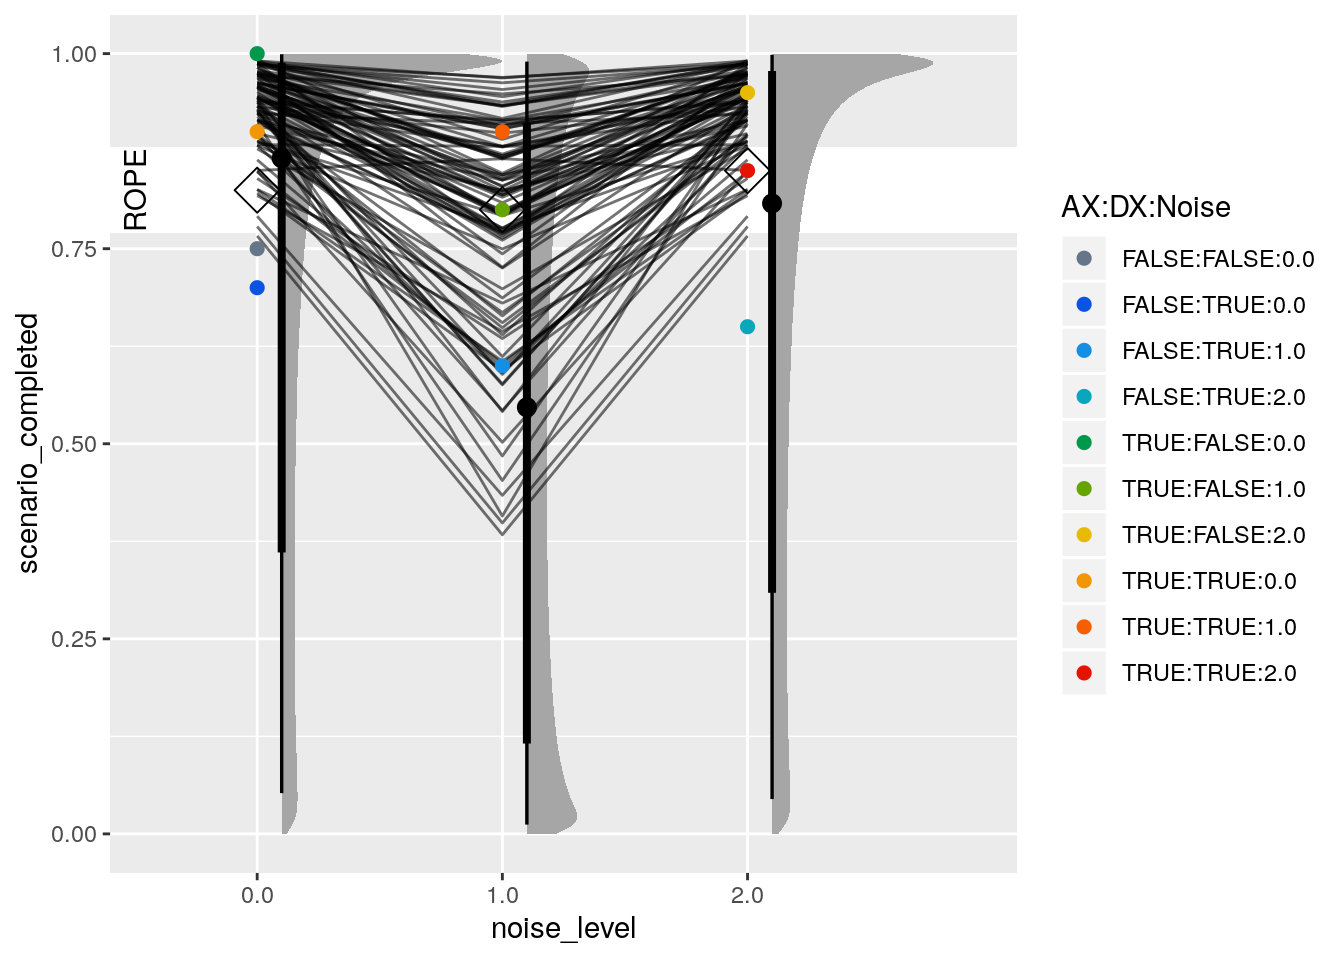 1.00
0.75
0.50
0.25
0.00
scenario_completed
ROPE
0.0
1.0
2.0
noise_level
AX:DX:Noise
FALSE:FALSE:0.0
FALSE:TRUE:0.0
FALSE:TRUE:1.0
FALSE:TRUE:2.0
TRUE:FALSE:0.0
TRUE:FALSE:1.0
TRUE:FALSE:2.0
TRUE:TRUE:0.0
TRUE:TRUE:1.0
TRUE:TRUE:2.0